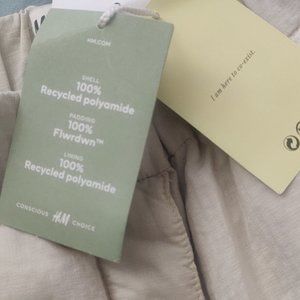 HM.COM
SHELL
100%
Recycled polyamide
PADDING
100%
Flwrdwn™
LINING
100%
Recycled polyamide
CONSCIOUS H&M CHOICE
I am here to co-exist.